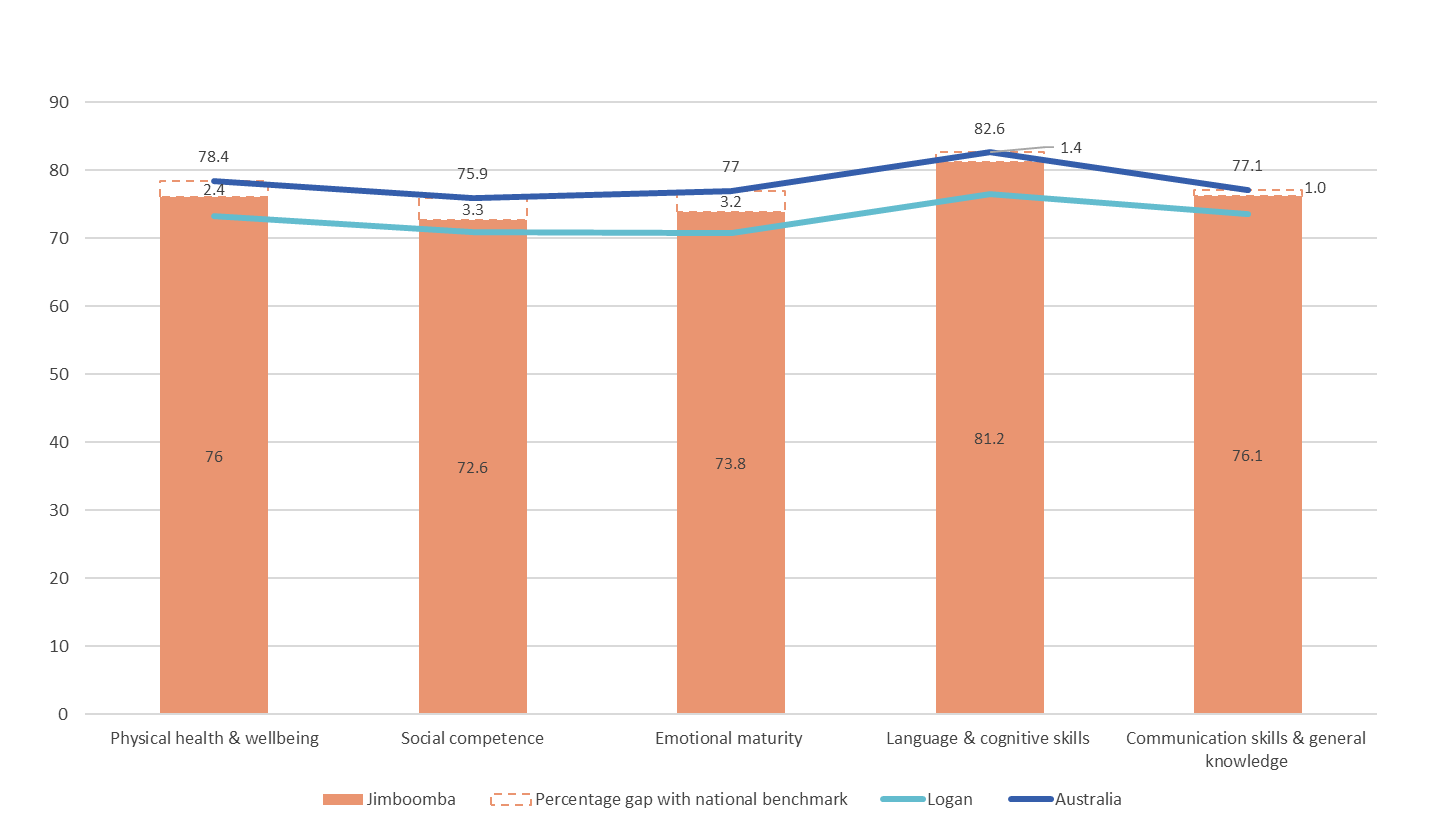 90
80
70
60
50
40
30
20
10
0
78.4
75.9
77
82.6
77.1
2.4
3.3
3.2
1.4
1.0
76
72.6
73.8
81.2
76.1
Physical health & wellbeing
Social competence
Emotional maturity
Language & cognitive skills
Communication skills & general
knowledge
Jimboomba
Percentage gap with national benchmark
Logan
Australia